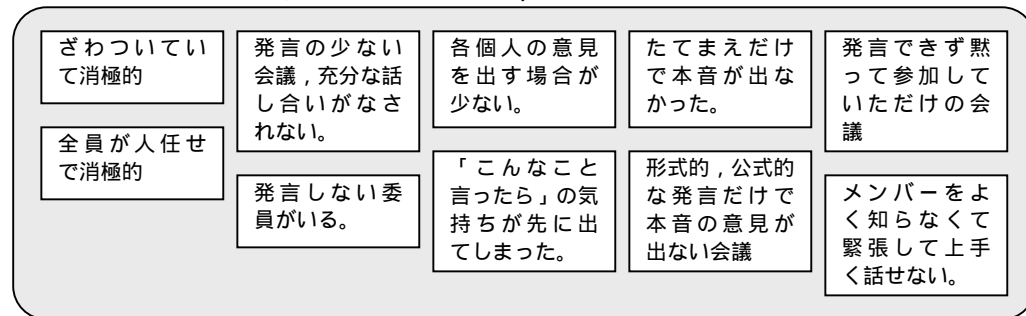 ざわついてい
て消極的
全員が人任せ
で消極的
発言の少ない
会議，充分な話
し合いがなさ
れない。
発言しない委
員がいる。
各個人の意見
を出す場合が
少ない。
「こんなこと
言ったら」の気
持ちが先に出
てしまった。
たてまえだけ
で本音が出な
かった。
形式的，公式的
な発言だけで
本音の意見が
出ない会議
発言できず黙
って参加して
いただけの会
議
メンバーをよ
く知らなくて
緊張して上手
く話せない。